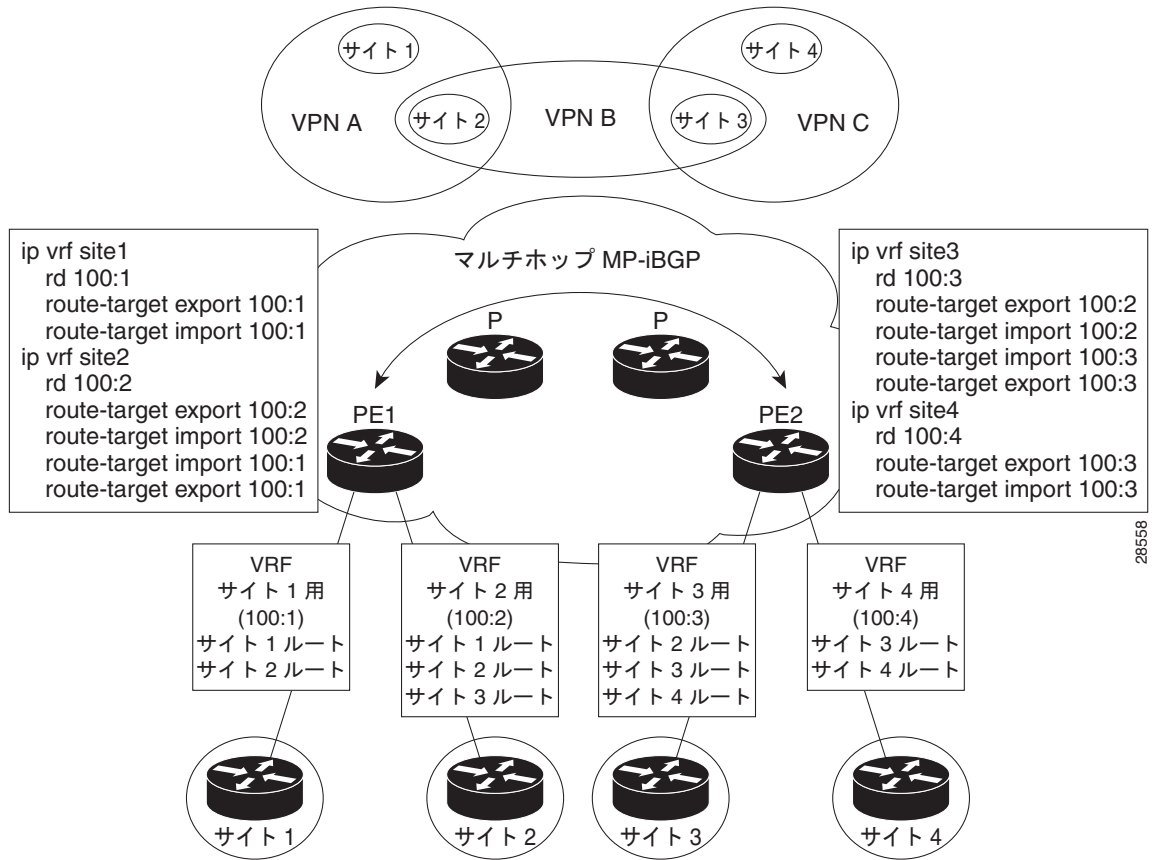 サイト 1
サイト 4
VPN A
サイト 2
VPN B
サイト 3
VPN C
ip vrf site1
rd 100:1
route-target export 100:1
route-target import 100:1
ip vrf site2
rd 100:2
route-target export 100:2
route-target import 100:2
route-target import 100:1
route-target export 100:1
マルチホップ MP-iBGP
P
P
PE1
PE2
ip vrf site3
rd 100:3
route-target export 100:2
route-target import 100:2
route-target import 100:3
route-target export 100:3
ip vrf site4
rd 100:4
route-target export 100:3
route-target import 100:3
28558
VRF
サイト 1 用
(100:1)
サイト 1 ルート
サイト 2 ルート
VRF
サイト 2 用
(100:2)
サイト 1 ルート
サイト 2 ルート
サイト 3 ルート
VRF
サイト 3 用
(100:3)
サイト 2 ルート
サイト 3 ルート
サイト 4 ルート
VRF
サイト 4 用
(100:4)
サイト 3 ルート
サイト 4 ルート
サイト 1
サイト 2
サイト 3
サイト 4